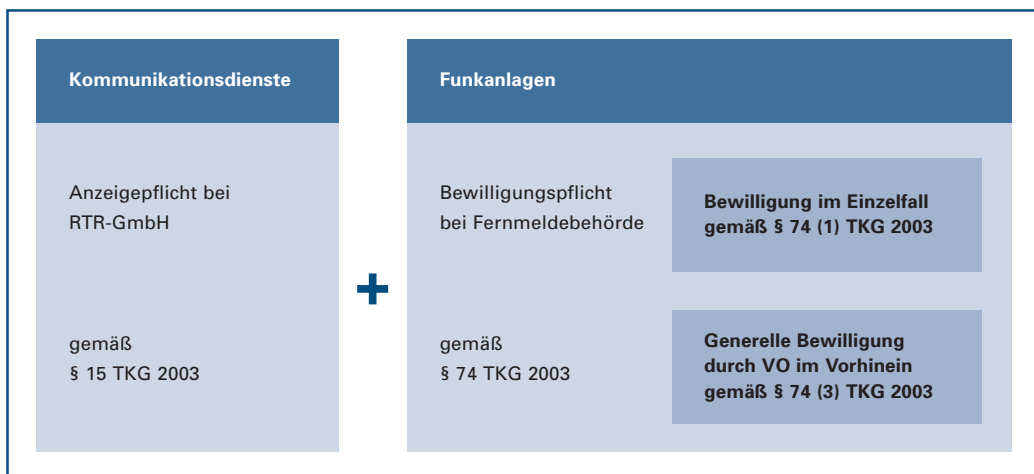 Kommunikationsdienste
Anzeigepflicht bei
RTR-GmbH
gemäß
§ 15 TKG 2003
+
Funkanlagen
Bewilligungspflicht
bei Fernmeldebehörde
gemäß
§ 74 TKG 2003
Bewilligung im Einzelfall
gemäß § 74 (1) TKG 2003
Generelle Bewilligung
durch VO im Vorhinein
gemäß § 74 (3) TKG 2003